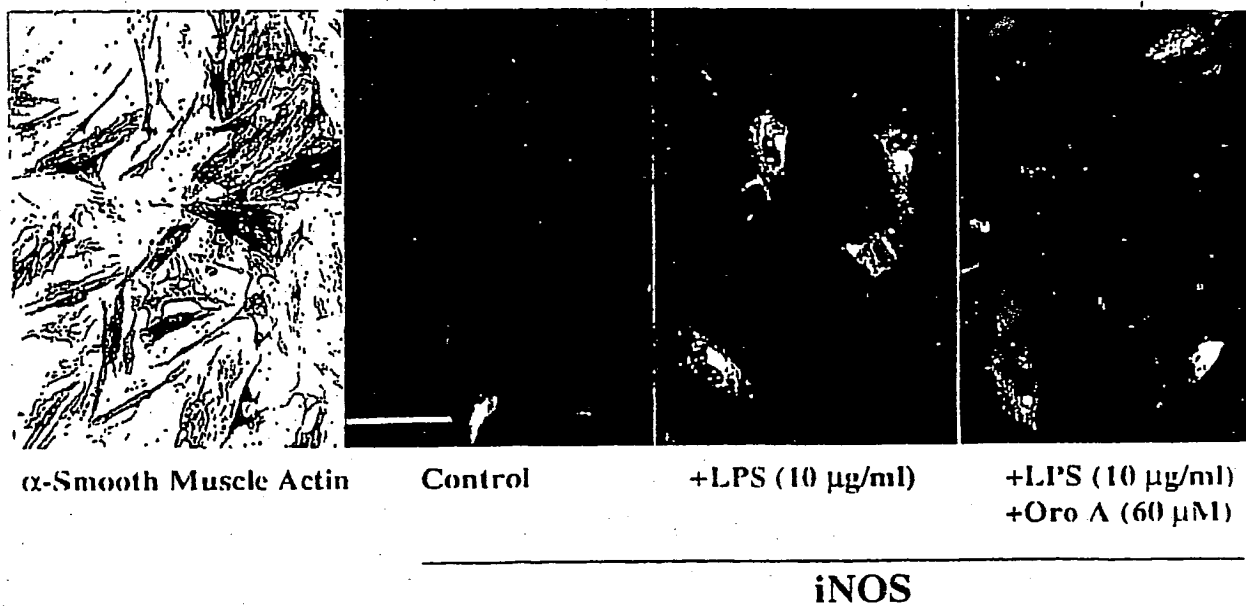 α-Smooth Muscle Actin
Control
+LPS (10 μg/ml)
+LPS (10 μg/ml)
+Oro A (60 μM)
iNOS